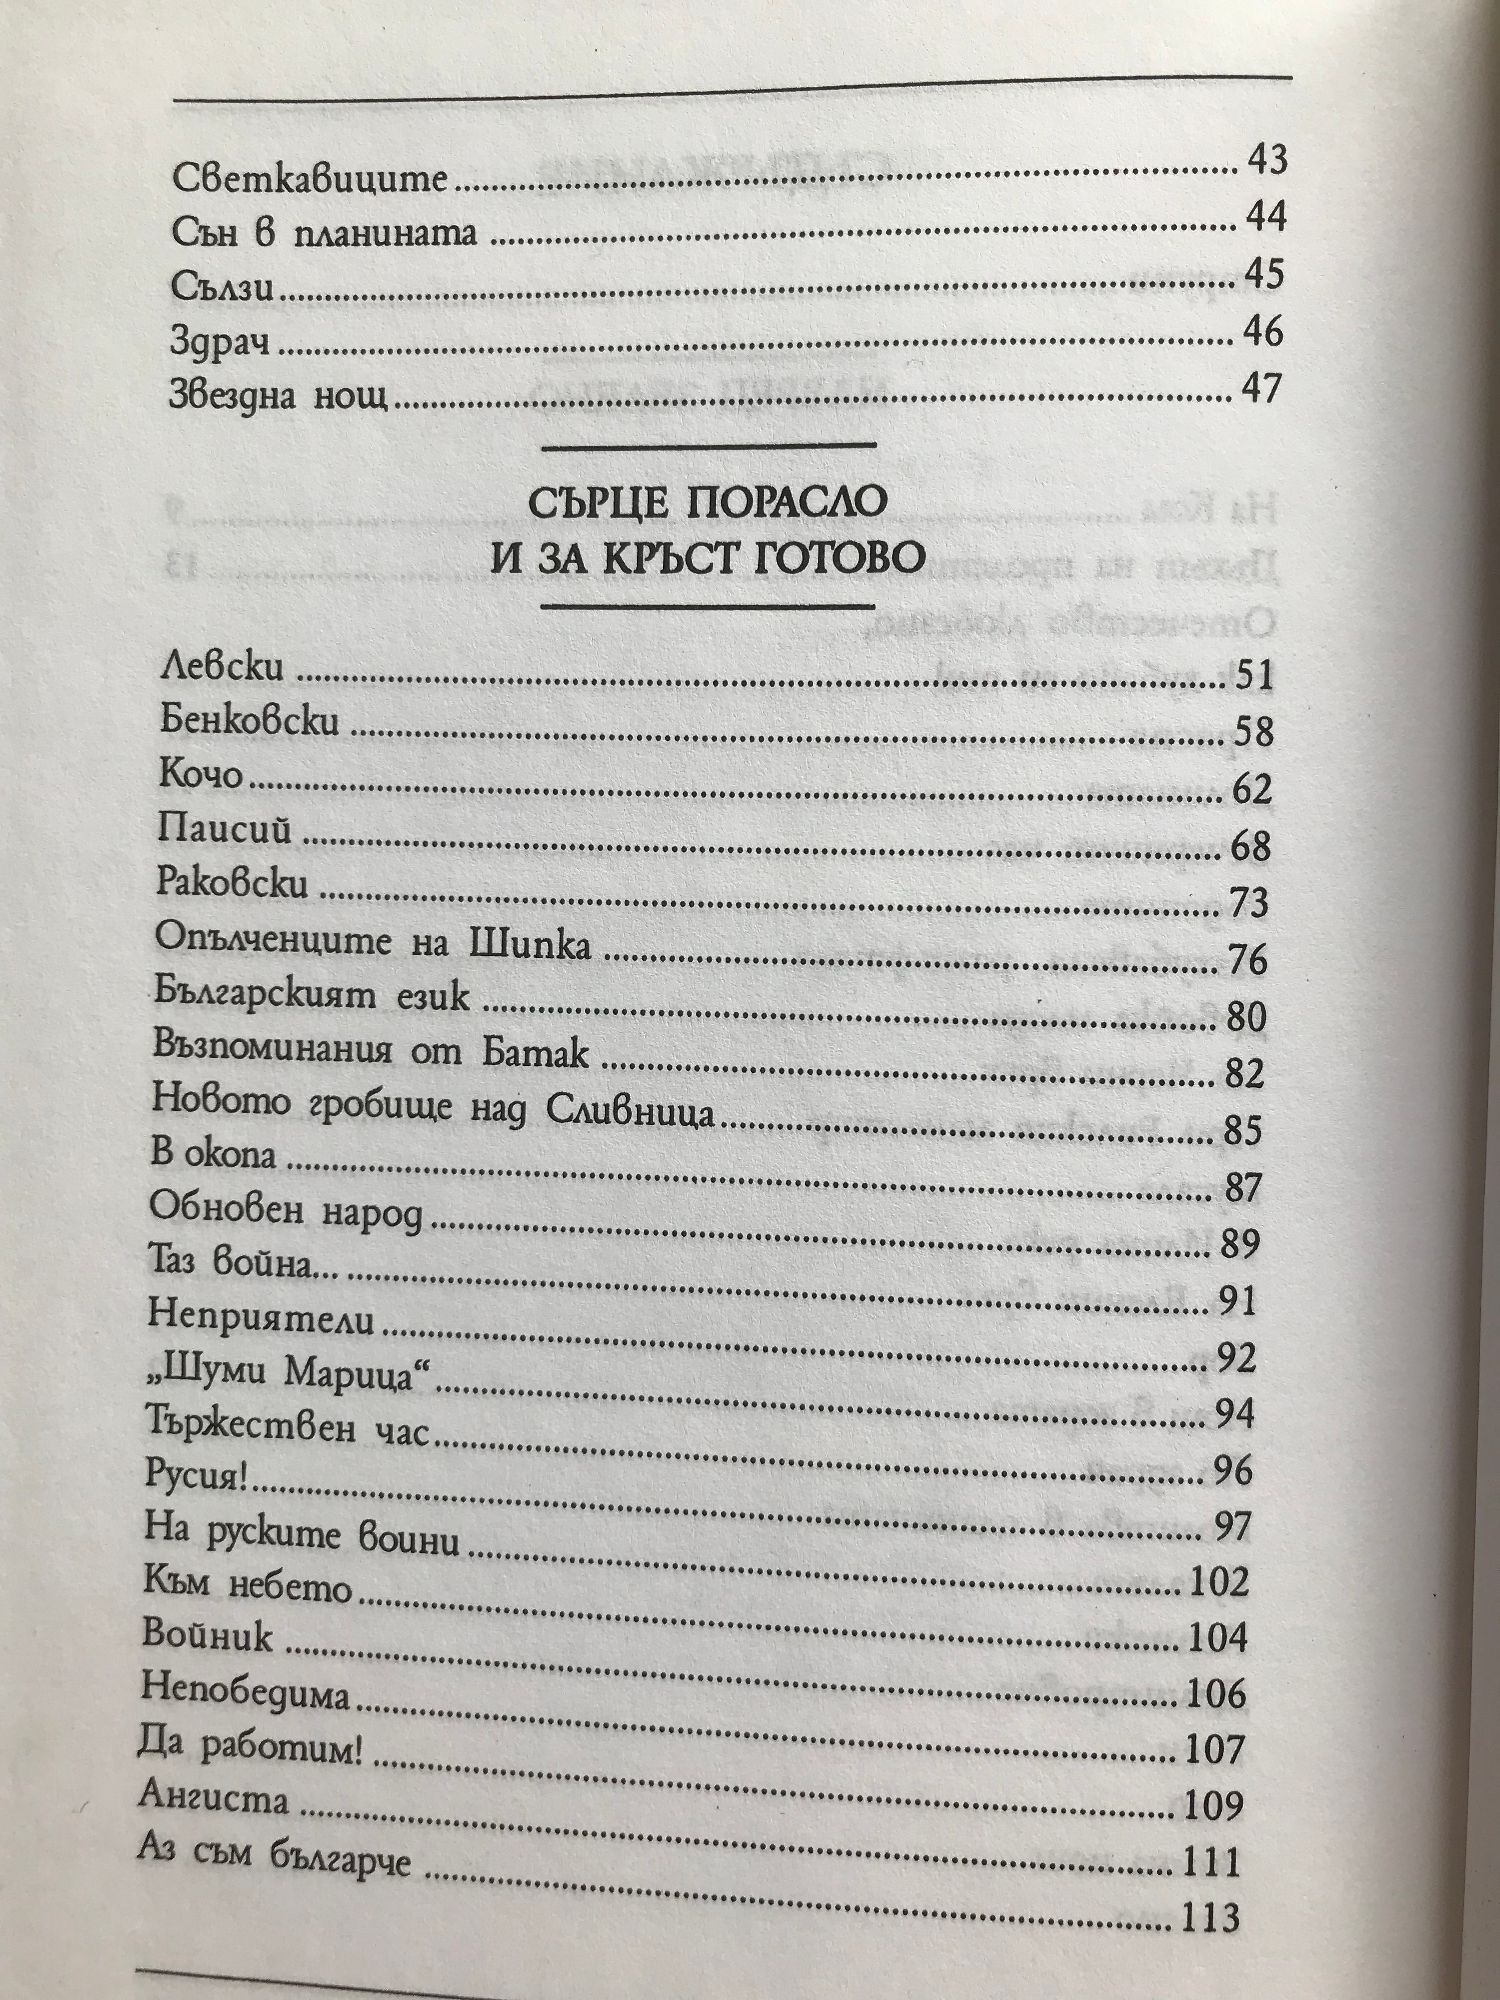 Светкавиците ... 43
Сън в планината ... 44
Сълзи ... 45
Здрач ... 46
Звездна нощ ... 47
СЪРЦЕ ПОРАСЛО
И ЗА КРЪСТ ГОТОВО
Левски ... 51
Бенковски ... 58
Кочо ... 62
Паисий ... 68
Раковски ... 73
Опълченците на Шипка ... 76
Българският език ... 80
Възпоминания от Батак ... 82
Новото гробище над Сливница ... 85
В окопа ... 87
Обновен народ ... 89
Таз война... ... 91
Неприятели ... 92
„Шуми Марица“ ... 94
Тържествен час ... 96
Русия! ... 97
На руските воини ... 102
Към небето ... 104
Войник ... 106
Непобедима ... 107
Да работим! ... 109
Ангиста ... 111
Аз съм българче ... 113